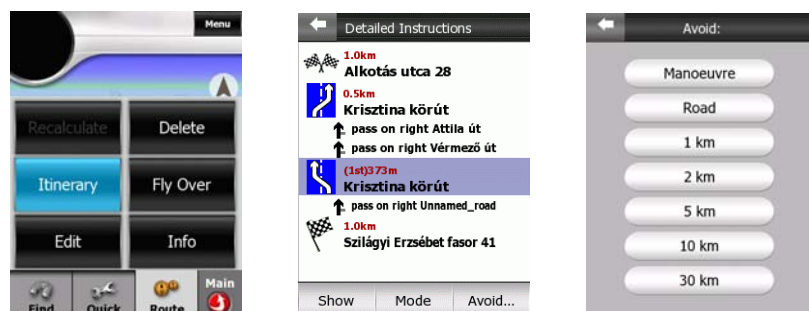 Menu
Recalculate
Delete
Itinerary
Fly Over
Edit
Info
Find
Quick
Route
Main
Detailed Instructions
1.0km
Alkotás utca 28
0.5km
Krisztina körút
pass on right Attila út
pass on right Vérmező út
(1st)373m
Krisztina körút
pass on right Unnamed_road
1.0km
Szilágyi Erzsébet fasor 41
Show
Mode
Avoid...
Avoid:
Manoeuvre
Road
1 km
2 km
5 km
10 km
30 km